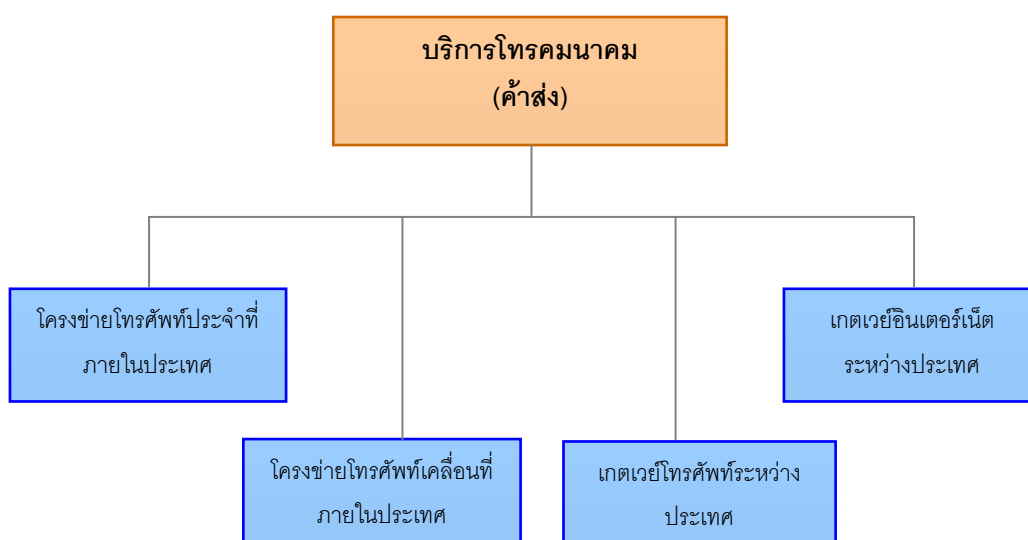 บริการโทรคมนาคม
(ค้าส่ง)
โครงข่ายโทรศัพท์ประจำที่
ภายในประเทศ
เกตเวย์อินเตอร์เน็ต
ระหว่างประเทศ
โครงข่ายโทรศัพท์เคลื่อนที่
ภายในประเทศ
เกตเวย์โทรศัพท์ระหว่าง
ประเทศ